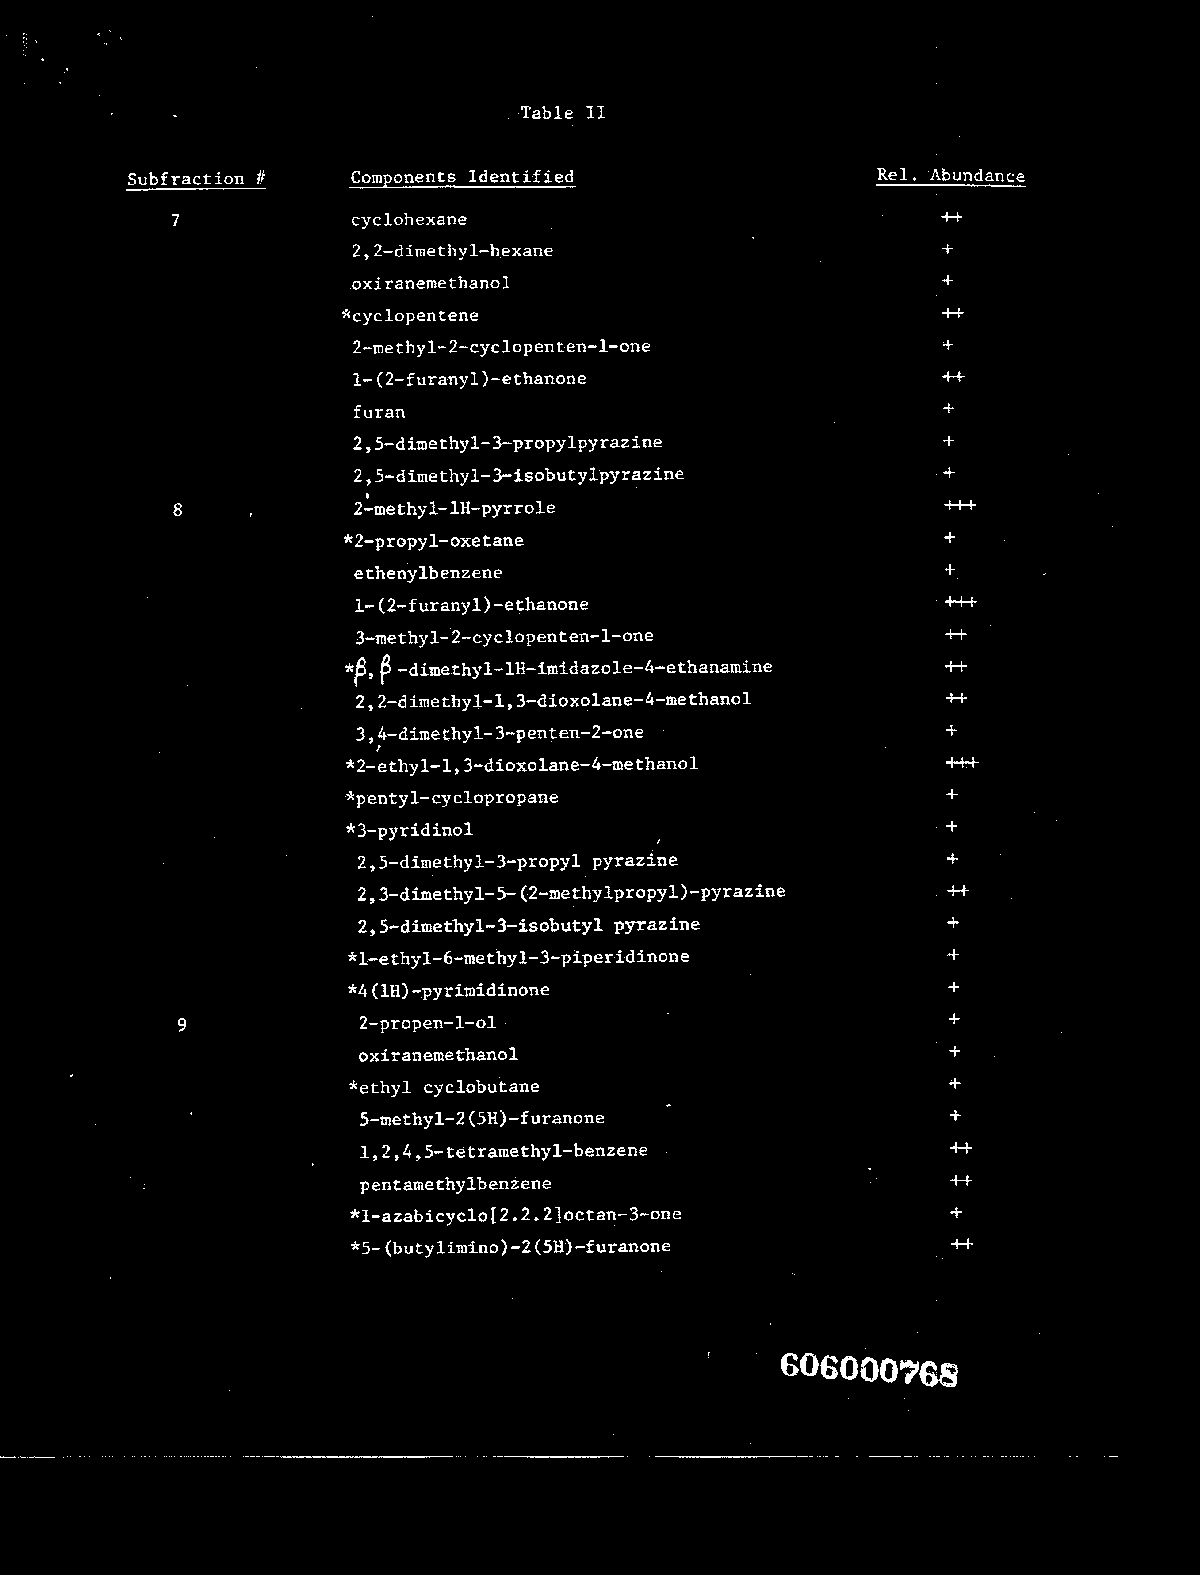 Table II
Subfraction # Components Identified Rel. Abundance
7 cyclohexane ++
2,2-dimethyl-hexane +
oxiranemethanol +
*cyclopentene ++
2-methyl-2-cyclopenten-1-one +
1-(2-furanyl)-ethanone ++
furan +
2,5-dimethyl-3-propylpyrazine +
2,5-dimethyl-3-isobutylpyrazine +
8 2-methyl-1H-pyrrole +++
*2-propyl-oxetane +
ethenylbenzene +
1-(2-furanyl)-ethanone +++
3-methyl-2-cyclopenten-1-one ++
*β,β-dimethyl-1H-imidazole-4-ethanamine ++
2,2-dimethyl-1,3-dioxolane-4-methanol ++
3,4-dimethyl-3-penten-2-one +
*2-ethyl-1,3-dioxolane-4-methanol +++
*pentyl-cyclopropane +
*3-pyridinol +
2,5-dimethyl-3-propyl pyrazine +
2,3-dimethyl-5-(2-methylpropyl)-pyrazine ++
2,5-dimethyl-3-isobutyl pyrazine +
*1-ethyl-6-methyl-3-piperidinone +
*4(1H)-pyrimidinone +
9 2-propen-1-ol +
oxiranemethanol +
*ethyl cyclobutane +
5-methyl-2(5H)-furanone +
1,2,4,5-tetramethyl-benzene ++
pentamethylbenzene ++
*1-azabicyclo[2.2.2]octan-3-one +
*5-(butylimino)-2(5H)-furanone ++
606000768